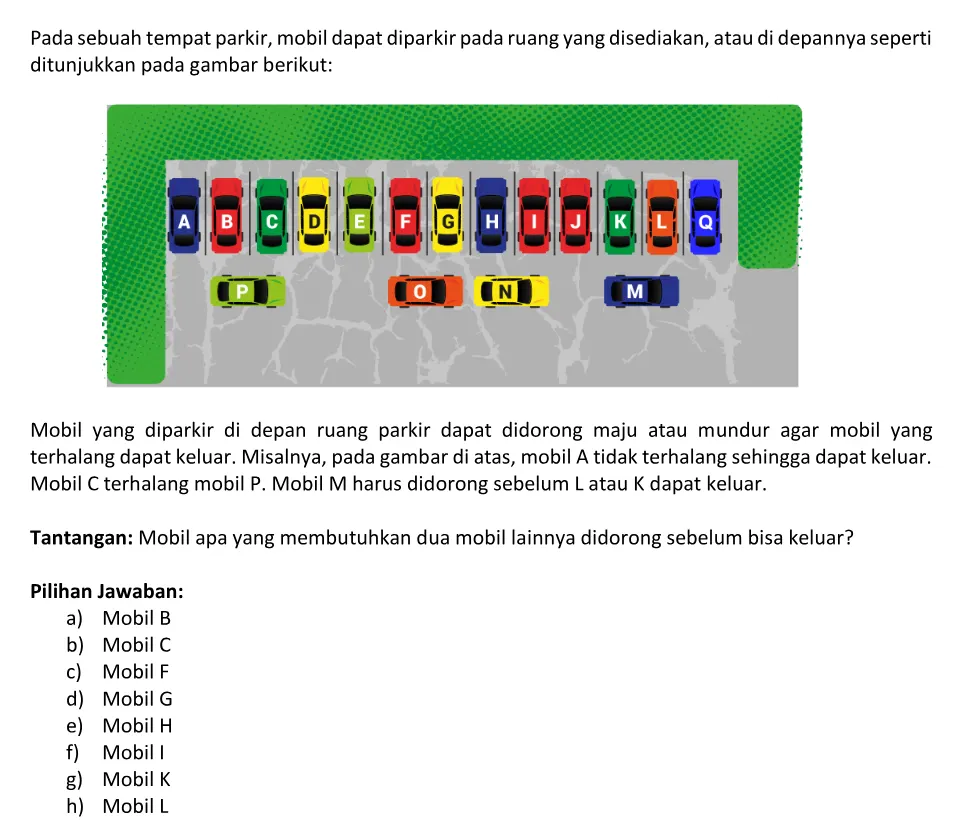 Pada sebuah tempat parkir, mobil dapat diparkir pada ruang yang disediakan, atau di depannya seperti
ditunjukkan pada gambar berikut:
A B C D E F G H I J K L Q
P O N M
Mobil yang diparkir di depan ruang parkir dapat didorong maju atau mundur agar mobil yang
terhalang dapat keluar. Misalnya, pada gambar di atas, mobil A tidak terhalang sehingga dapat keluar.
Mobil C terhalang mobil P. Mobil M harus didorong sebelum L atau K dapat keluar.
Tantangan: Mobil apa yang membutuhkan dua mobil lainnya didorong sebelum bisa keluar?
Pilihan Jawaban:
a) Mobil B
b) Mobil C
c) Mobil F
d) Mobil G
e) Mobil H
f) Mobil I
g) Mobil K
h) Mobil L